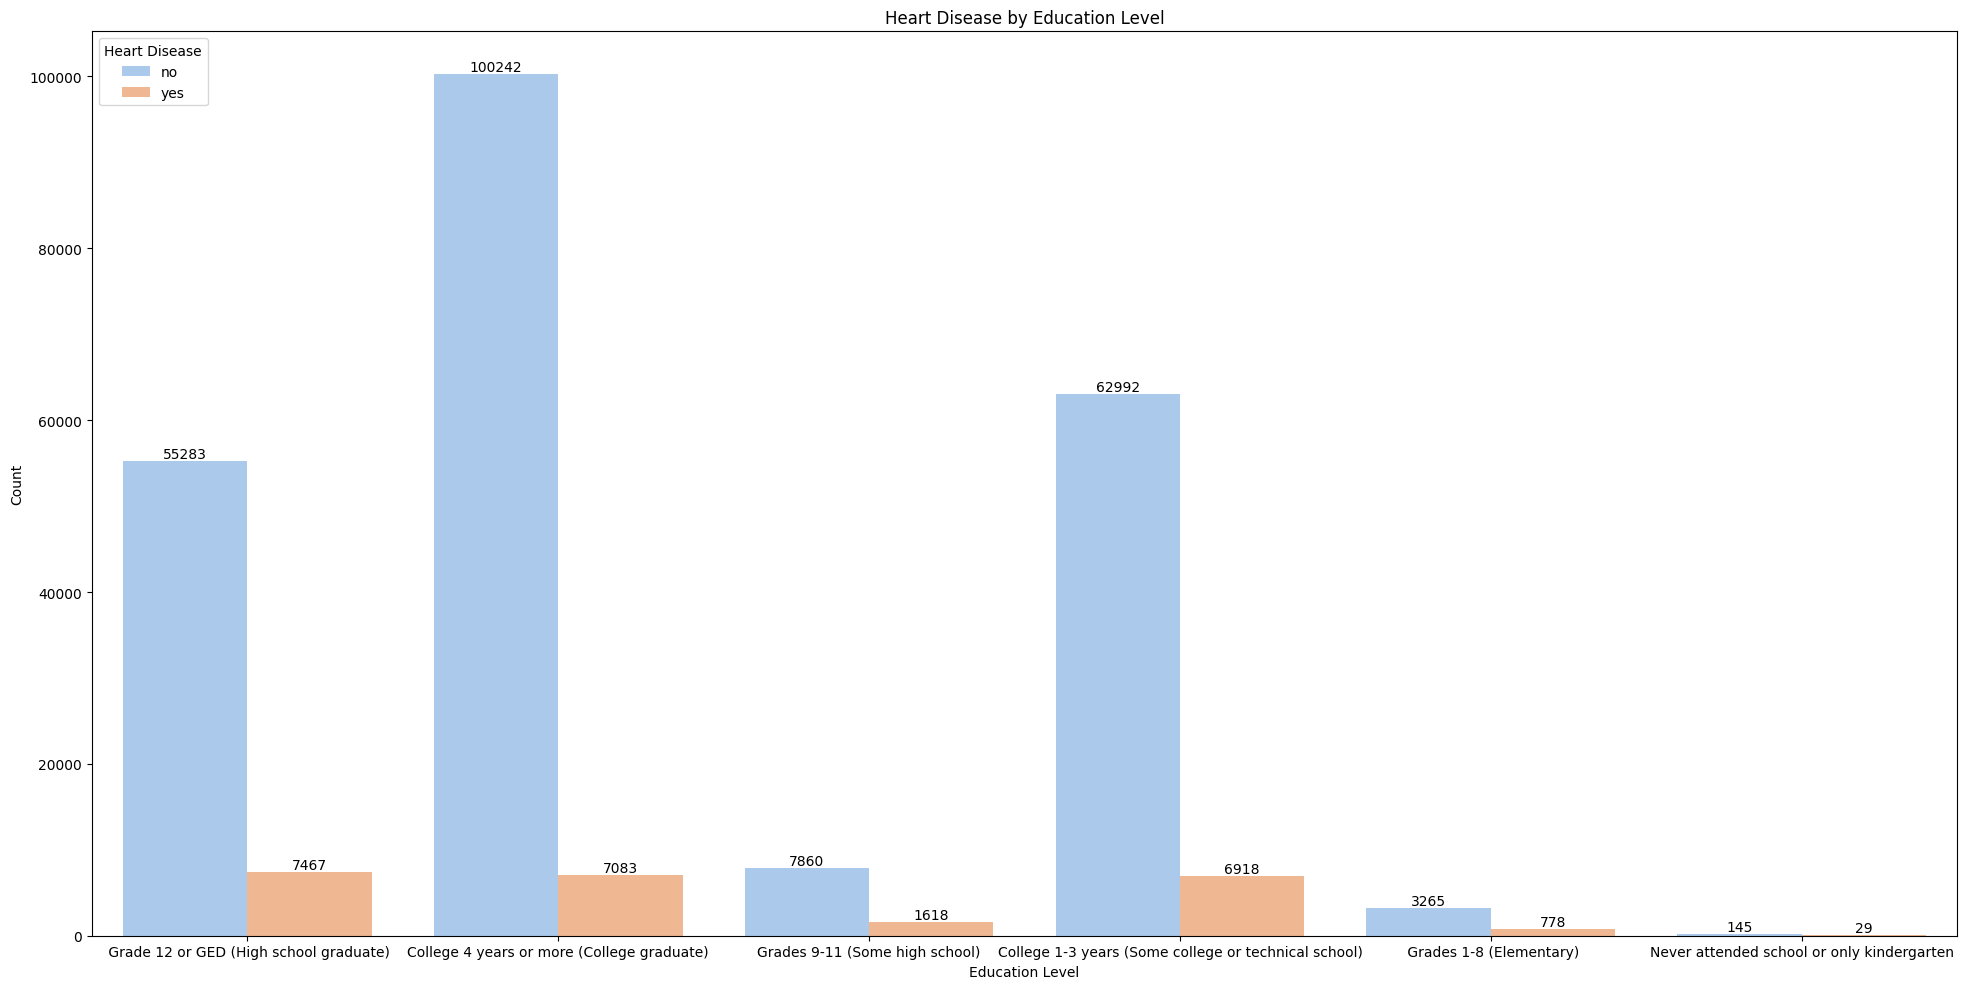 Heart Disease by Education Level
Heart Disease
no
yes
100000
80000
60000
40000
20000
0
Count
55283
7467
100242
7083
7860
1618
62992
6918
3265
778
145
29
Grade 12 or GED (High school graduate)
College 4 years or more (College graduate)
Grades 9-11 (Some high school)
College 1-3 years (Some college or technical school)
Grades 1-8 (Elementary)
Never attended school or only kindergarten
Education Level